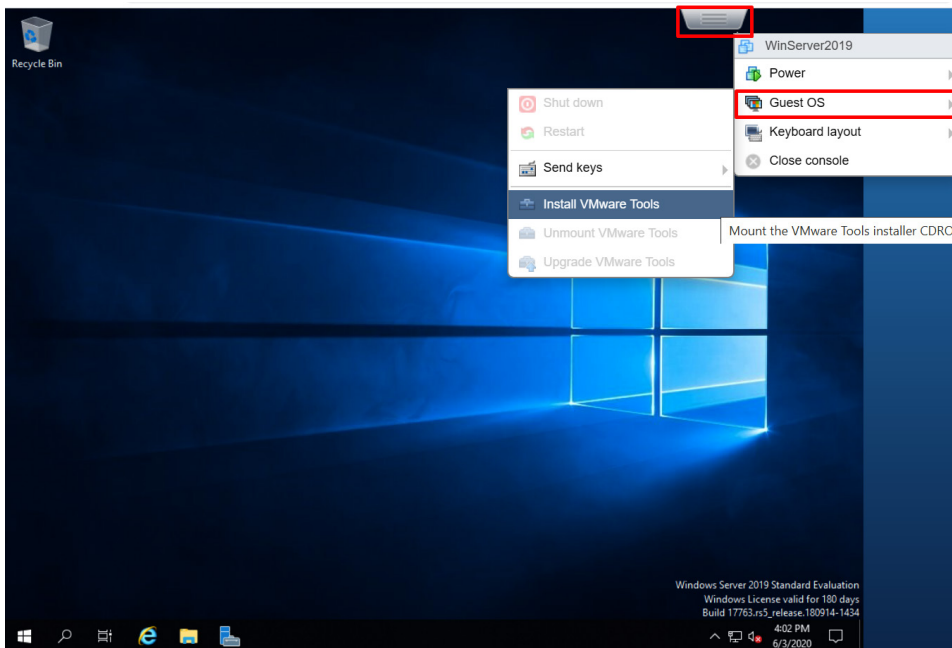 Recycle Bin
WinServer2019
Power
Guest OS
Keyboard layout
Close console
Shut down
Restart
Send keys
Install VMware Tools
Unmount VMware Tools
Upgrade VMware Tools
Mount the VMware Tools installer CDRO
Windows Server 2019 Standard Evaluation
Windows License valid for 180 days
Build 17763.rs5_release.180914-1434
4:02 PM
6/3/2020